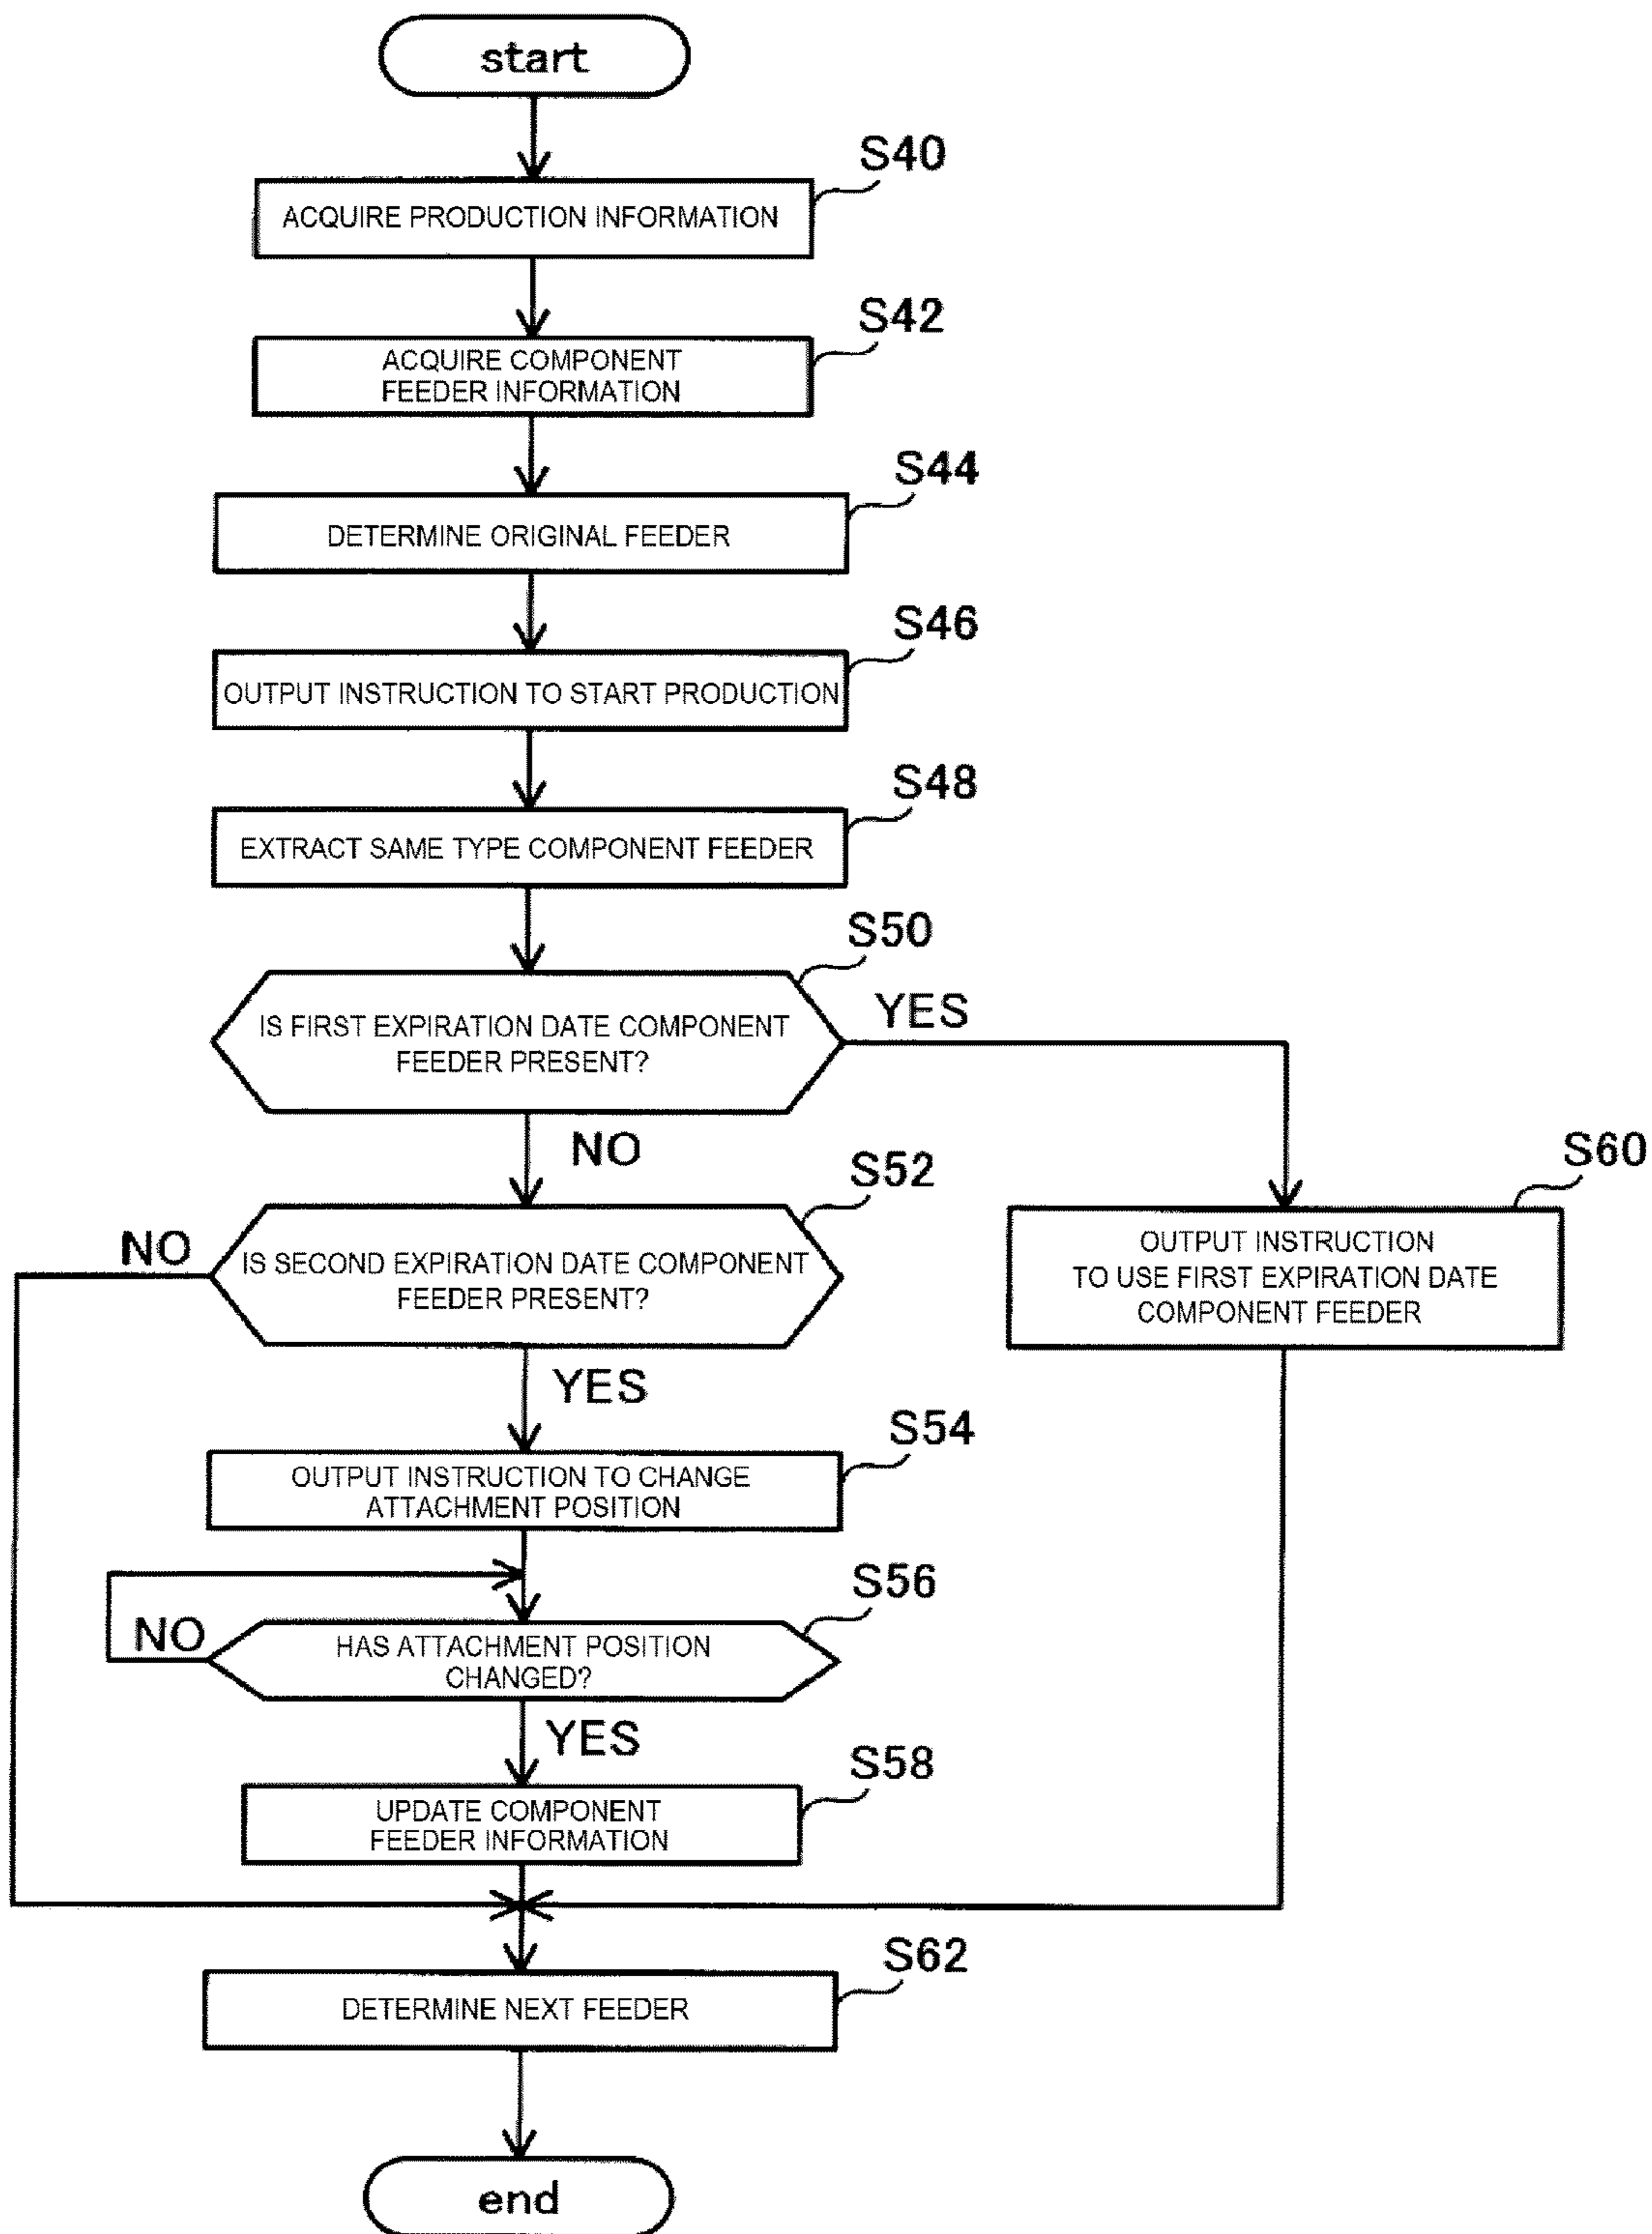 start
S40
ACQUIRE PRODUCTION INFORMATION
S42
ACQUIRE COMPONENT
FEEDER INFORMATION
S44
DETERMINE ORIGINAL FEEDER
S46
OUTPUT INSTRUCTION TO START PRODUCTION
S48
EXTRACT SAME TYPE COMPONENT FEEDER
S50
IS FIRST EXPIRATION DATE COMPONENT
FEEDER PRESENT?
YES
NO
S52
NO
IS SECOND EXPIRATION DATE COMPONENT
FEEDER PRESENT?
S60
OUTPUT INSTRUCTION
TO USE FIRST EXPIRATION DATE
COMPONENT FEEDER
YES
S54
OUTPUT INSTRUCTION TO CHANGE
ATTACHMENT POSITION
S56
NO
HAS ATTACHMENT POSITION
CHANGED?
YES
S58
UPDATE COMPONENT
FEEDER INFORMATION
S62
DETERMINE NEXT FEEDER
end